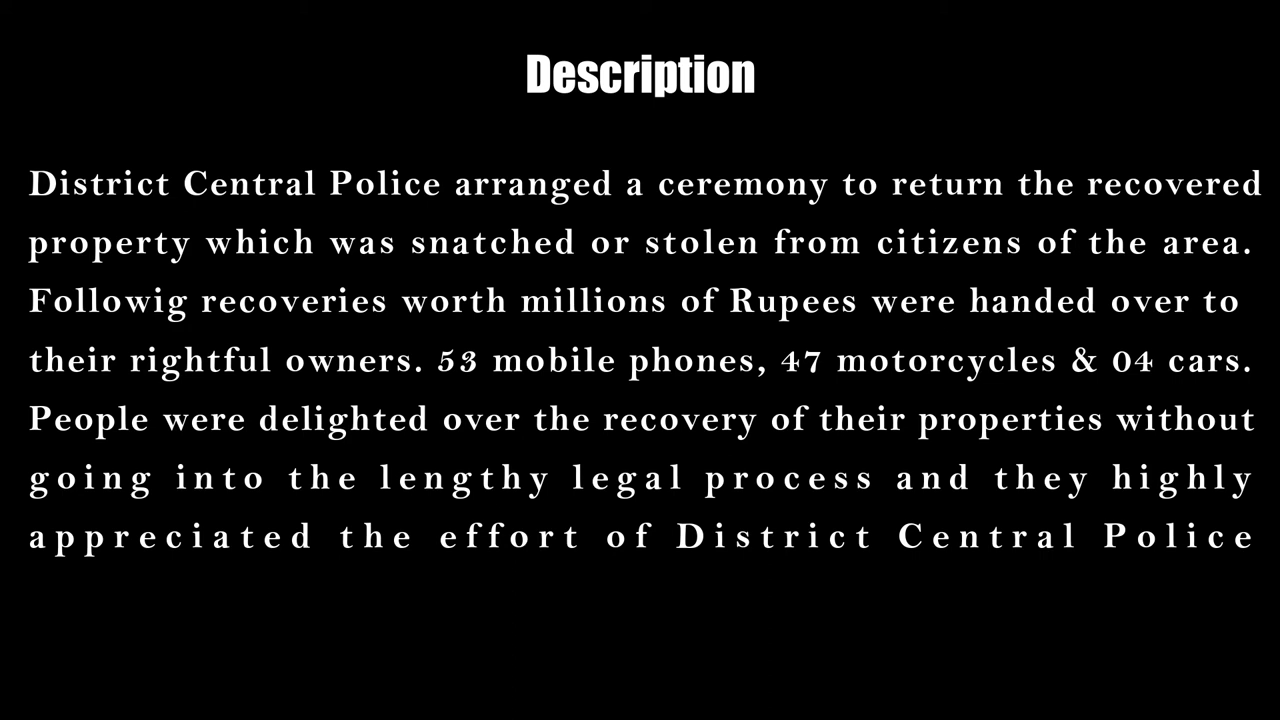 Description
District Central Police arranged a ceremony to return the recovered
property which was snatched or stolen from citizens of the area.
Followig recoveries worth millions of Rupees were handed over to
their rightful owners. 53 mobile phones, 47 motorcycles & 04 cars.
People were delighted over the recovery of their properties without
going into the lengthy legal process and they highly
appreciated the effort of District Central Police